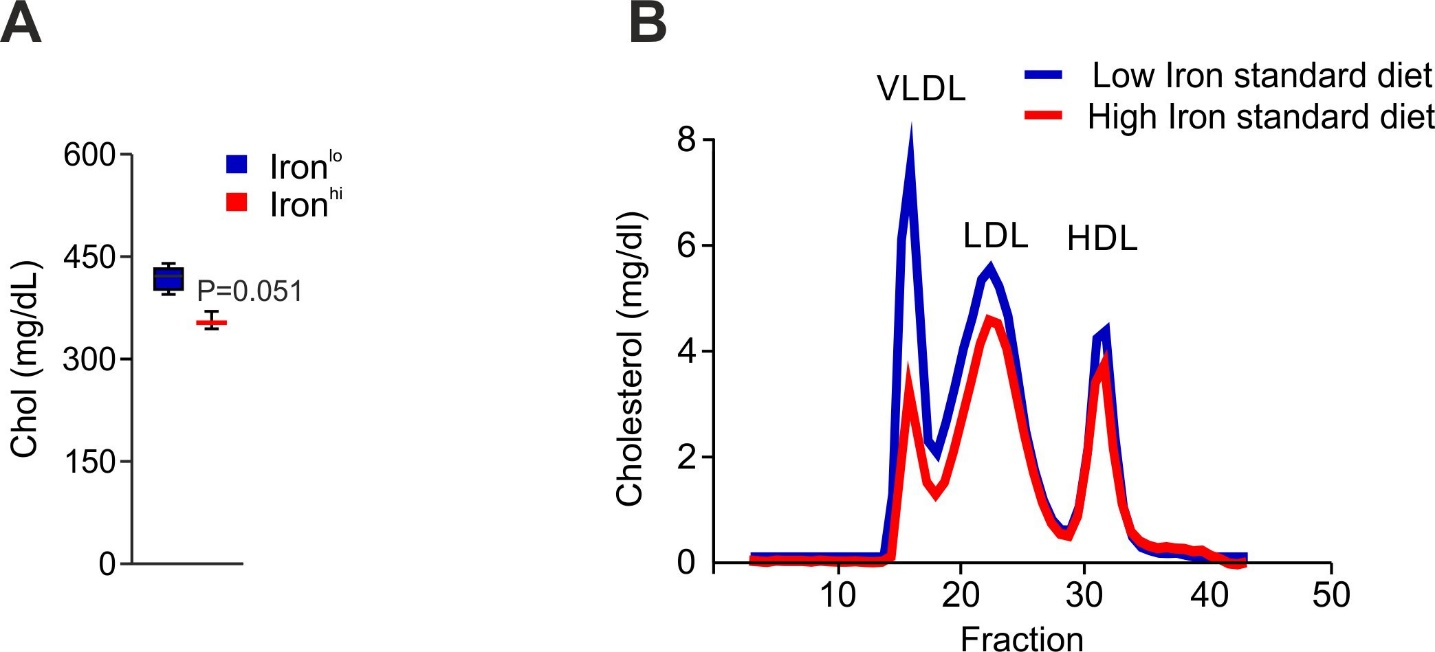 A
Iron^lo
Iron^hi
600
450
300
150
0
Chol (mg/dL)
P=0.051
B
Low Iron standard diet
High Iron standard diet
VLDL
LDL
HDL
8
6
4
2
0
Cholesterol (mg/dl)
10 20 30 40 50
Fraction